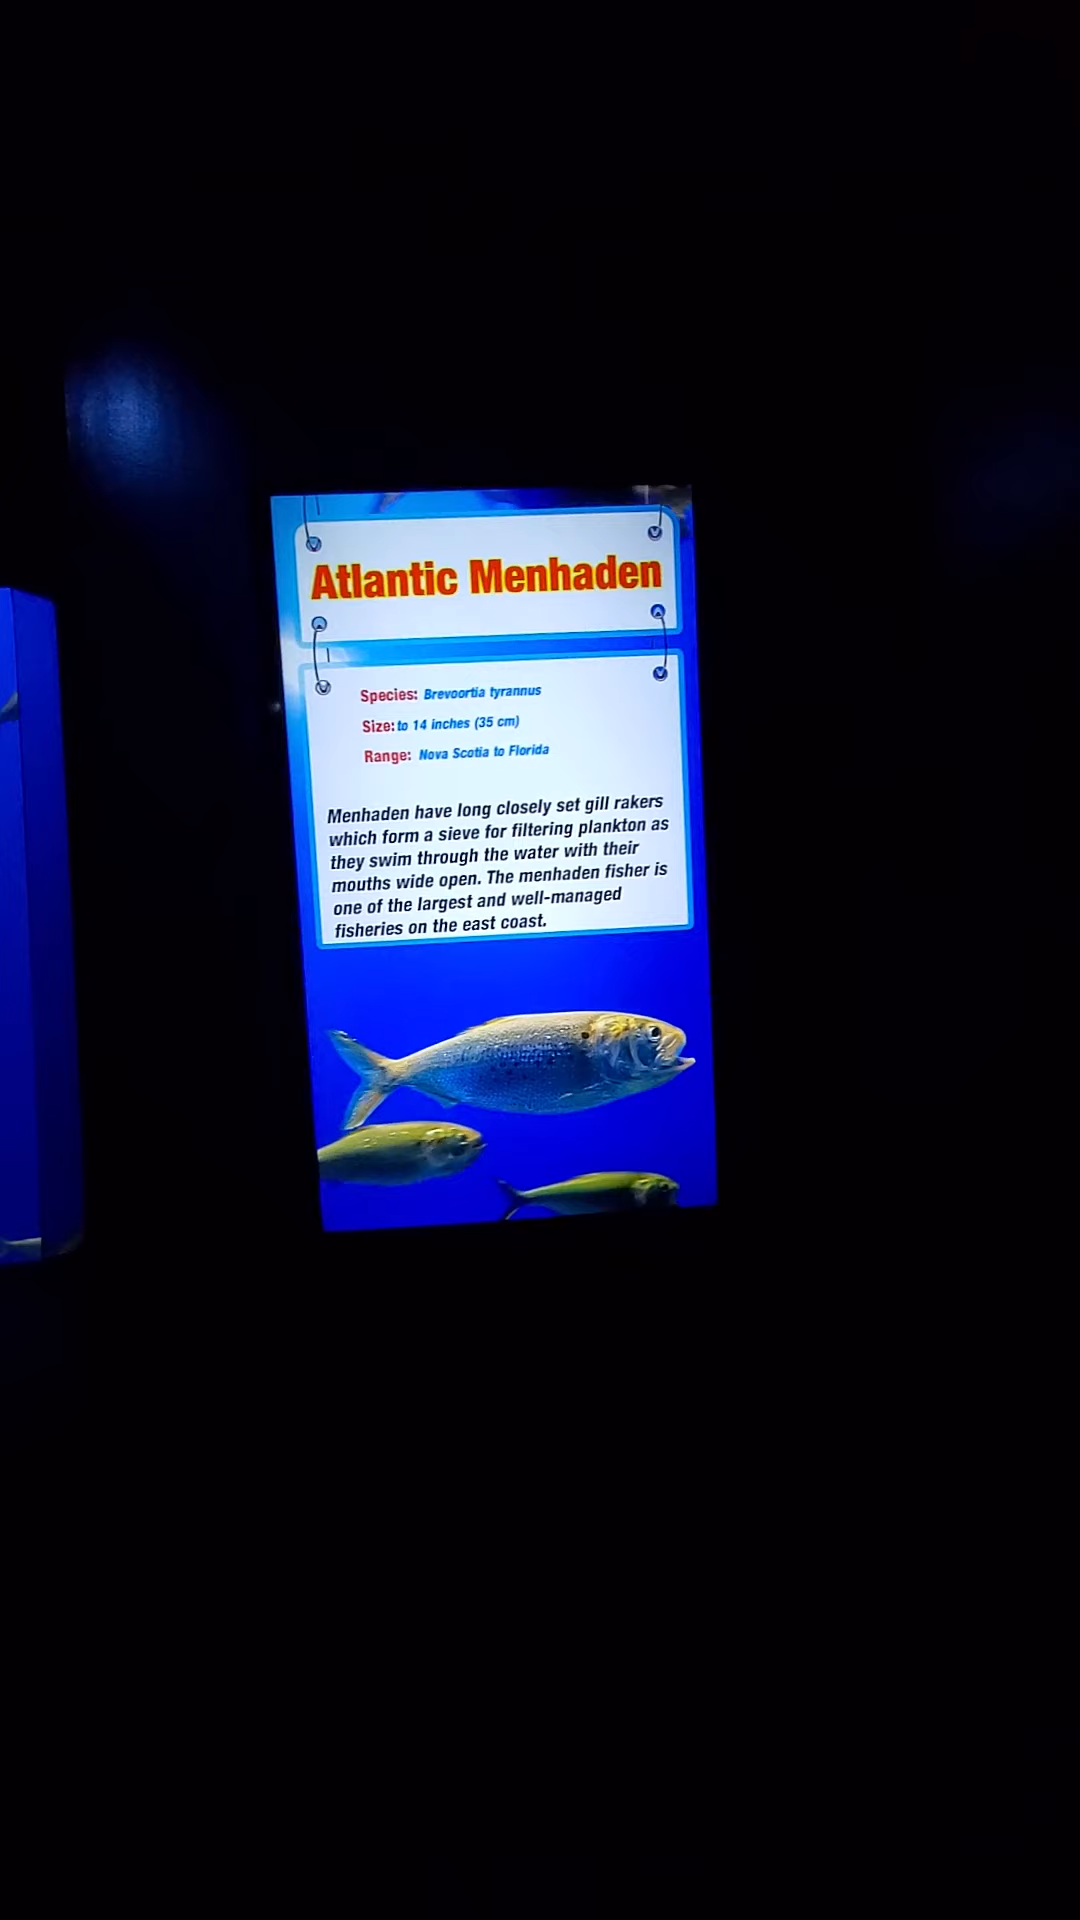 Atlantic Menhaden
Species: Brevoortia tyrannus
Size: to 14 inches (35 cm)
Range: Nova Scotia to Florida
Menhaden have long closely set gill rakers
which form a sieve for filtering plankton as
they swim through the water with their
mouths wide open. The menhaden fisher is
one of the largest and well-managed
fisheries on the east coast.